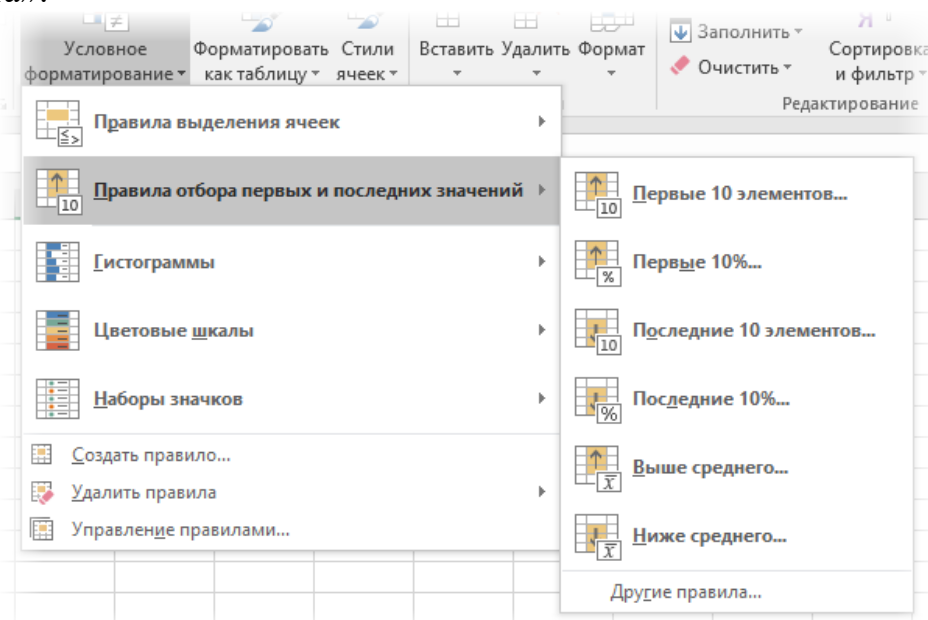 Условное форматирование
Форматировать как таблицу
Стили ячеек
Вставить
Удалить
Формат
Заполнить
Очистить
Сортировка и фильтр
Редактирование
Правила выделения ячеек
Правила отбора первых и последних значений
Гистограммы
Цветовые шкалы
Наборы значков
Создать правило...
Удалить правила
Управление правилами...
Первые 10 элементов...
Первые 10%...
Последние 10 элементов...
Последние 10%...
Выше среднего...
Ниже среднего...
Другие правила...